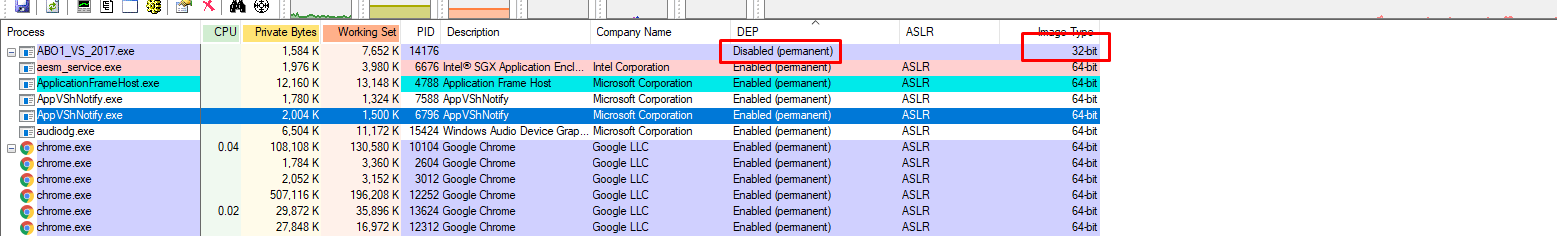 Process CPU Private Bytes Working Set PID Description Company Name DEP ASLR Image Type
ABO1_VS_2017.exe 1,584 K 7,652 K 14176 Disabled (permanent) 32-bit
aesm_service.exe 1,976 K 3,980 K 6676 Intel® SGX Application Encl... Intel Corporation Enabled (permanent) ASLR 64-bit
ApplicationFrameHost.exe 12,160 K 13,148 K 4788 Application Frame Host Microsoft Corporation Enabled (permanent) ASLR 64-bit
AppVShNotify.exe 1,780 K 1,324 K 7588 AppVShNotify Microsoft Corporation Enabled (permanent) ASLR 64-bit
AppVShNotify.exe 2,004 K 1,500 K 6796 AppVShNotify Microsoft Corporation Enabled (permanent) ASLR 64-bit
audiodg.exe 6,504 K 11,172 K 15424 Windows Audio Device Grap... Microsoft Corporation Enabled (permanent) ASLR 64-bit
chrome.exe 0.04 108,108 K 130,580 K 10104 Google Chrome Google LLC Enabled (permanent) ASLR 64-bit
chrome.exe 1,784 K 3,360 K 2604 Google Chrome Google LLC Enabled (permanent) ASLR 64-bit
chrome.exe 2,052 K 3,152 K 3012 Google Chrome Google LLC Enabled (permanent) ASLR 64-bit
chrome.exe 507,116 K 196,208 K 12252 Google Chrome Google LLC Enabled (permanent) ASLR 64-bit
chrome.exe 0.02 29,872 K 35,896 K 13624 Google Chrome Google LLC Enabled (permanent) ASLR 64-bit
chrome.exe 27,848 K 16,972 K 12312 Google Chrome Google LLC Enabled (permanent) ASLR 64-bit